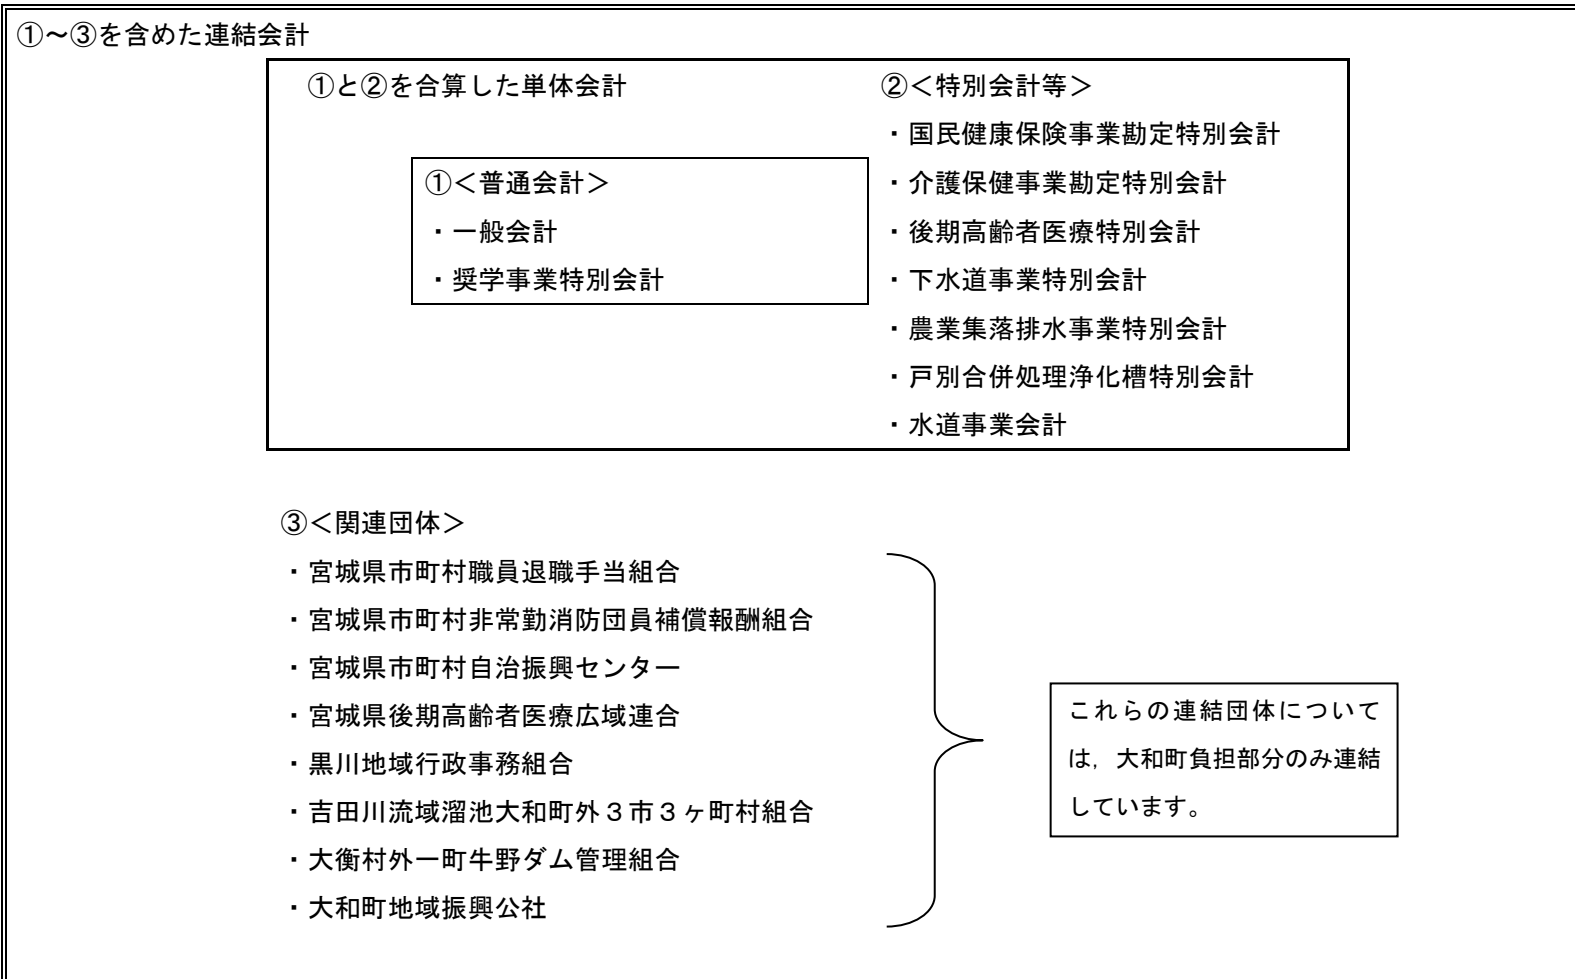 ①～③を含めた連結会計
①と②を合算した単体会計
①＜普通会計＞
・一般会計
・奨学事業特別会計
②＜特別会計等＞
・国民健康保険事業勘定特別会計
・介護保健事業勘定特別会計
・後期高齢者医療特別会計
・下水道事業特別会計
・農業集落排水事業特別会計
・戸別合併処理浄化槽特別会計
・水道事業会計
③＜関連団体＞
・宮城県市町村職員退職手当組合
・宮城県市町村非常勤消防団員補償報酬組合
・宮城県市町村自治振興センター
・宮城県後期高齢者医療広域連合
・黒川地域行政事務組合
・吉田川流域溜池大和町外３市３ヶ町村組合
・大衡村外一町牛野ダム管理組合
・大和町地域振興公社
これらの連結団体について
は，大和町負担部分のみ連結
しています。